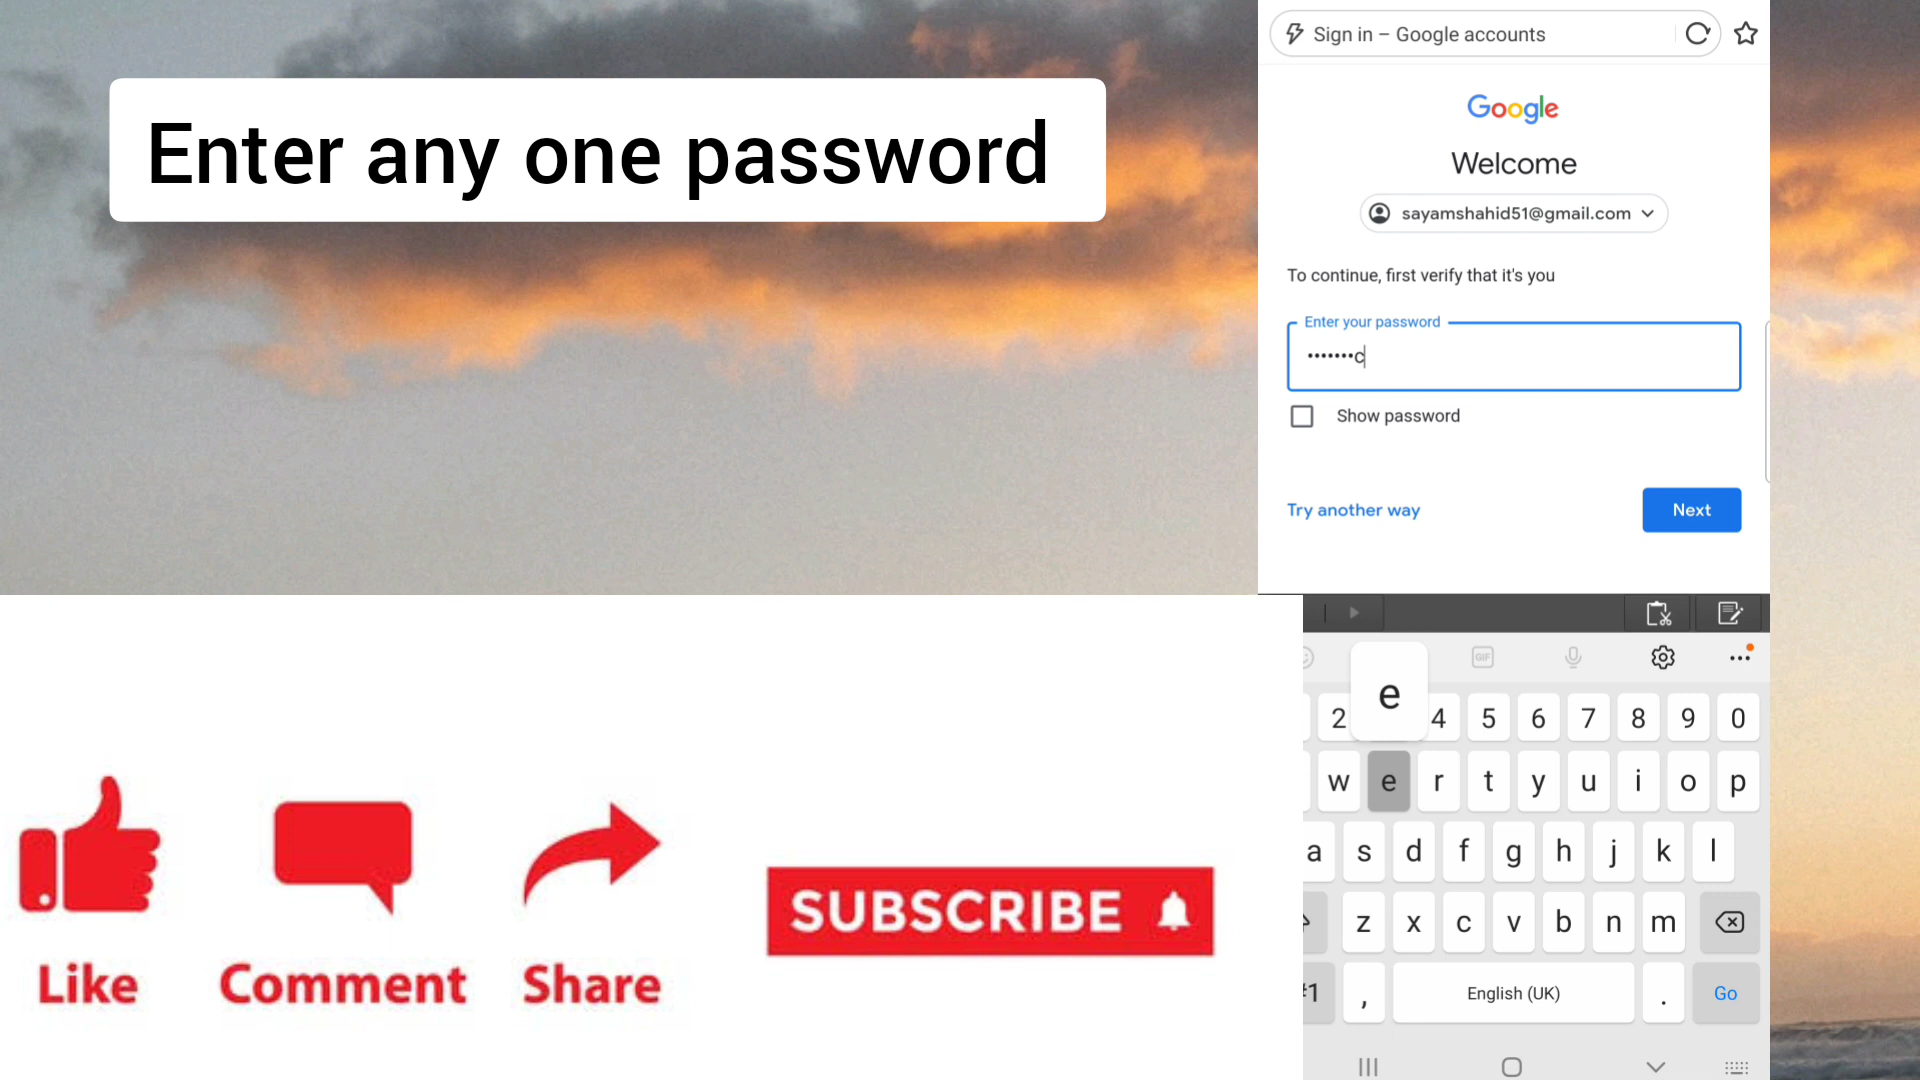 Enter any one password
Sign in – Google accounts
Google
Welcome
sayamshahid51@gmail.com
To continue, first verify that it's you
Enter your password
•••••••c
Show password
Try another way
Next
Like
Comment
Share
SUBSCRIBE
e
GIF
2 4 5 6 7 8 9 0
w e r t y u i o p
a s d f g h j k l
z x c v b n m
#1 , English (UK) . Go